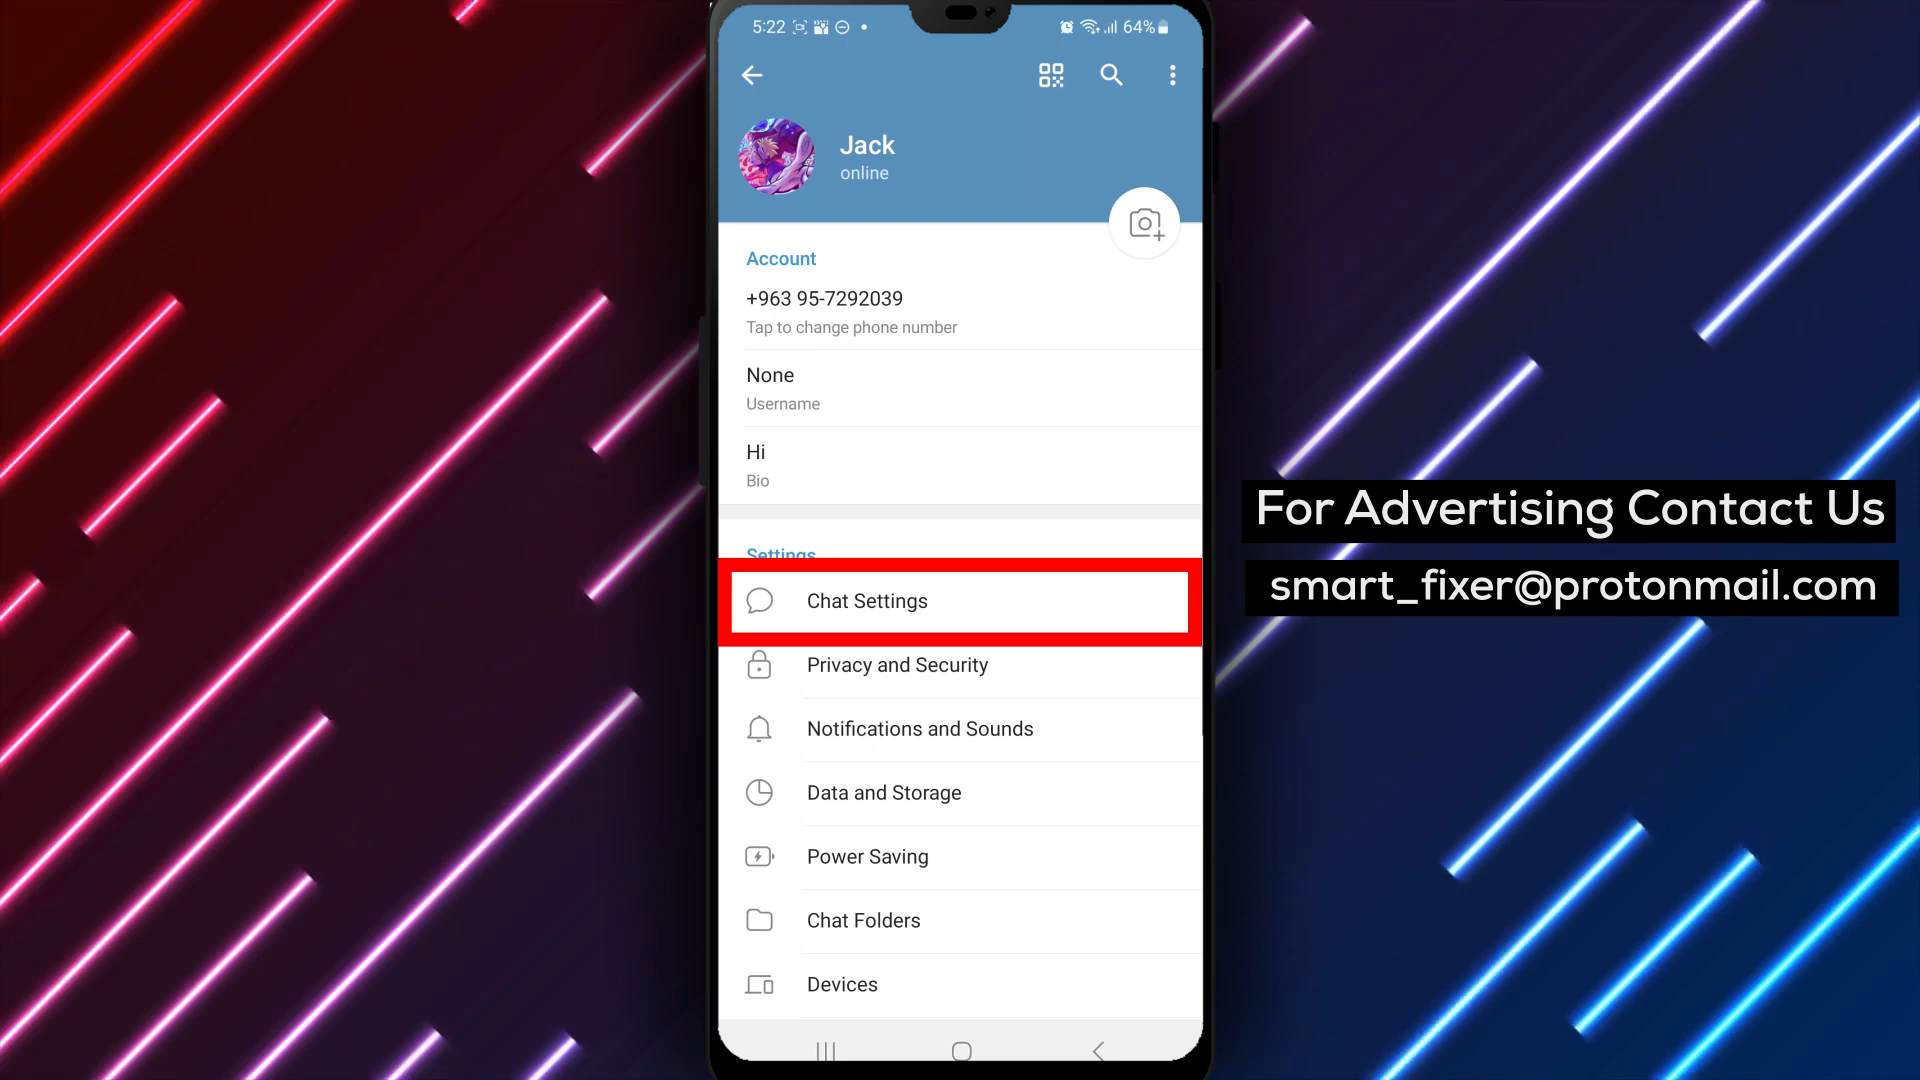 5:22
64%
Jack
online
Account
+963 95-7292039
Tap to change phone number
None
Username
Hi
Bio
Settings
Chat Settings
Privacy and Security
Notifications and Sounds
Data and Storage
Power Saving
Chat Folders
Devices
For Advertising Contact Us
smart_fixer@protonmail.com